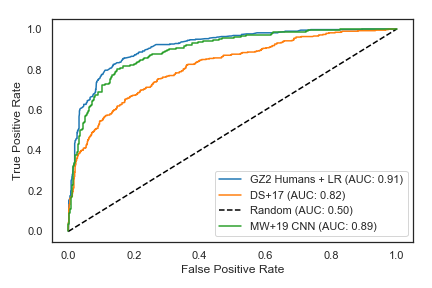 1.0
0.8
0.6
0.4
0.2
0.0
True Positive Rate
GZ2 Humans + LR (AUC: 0.91)
DS+17 (AUC: 0.82)
Random (AUC: 0.50)
MW+19 CNN (AUC: 0.89)
0.0 0.2 0.4 0.6 0.8 1.0
False Positive Rate